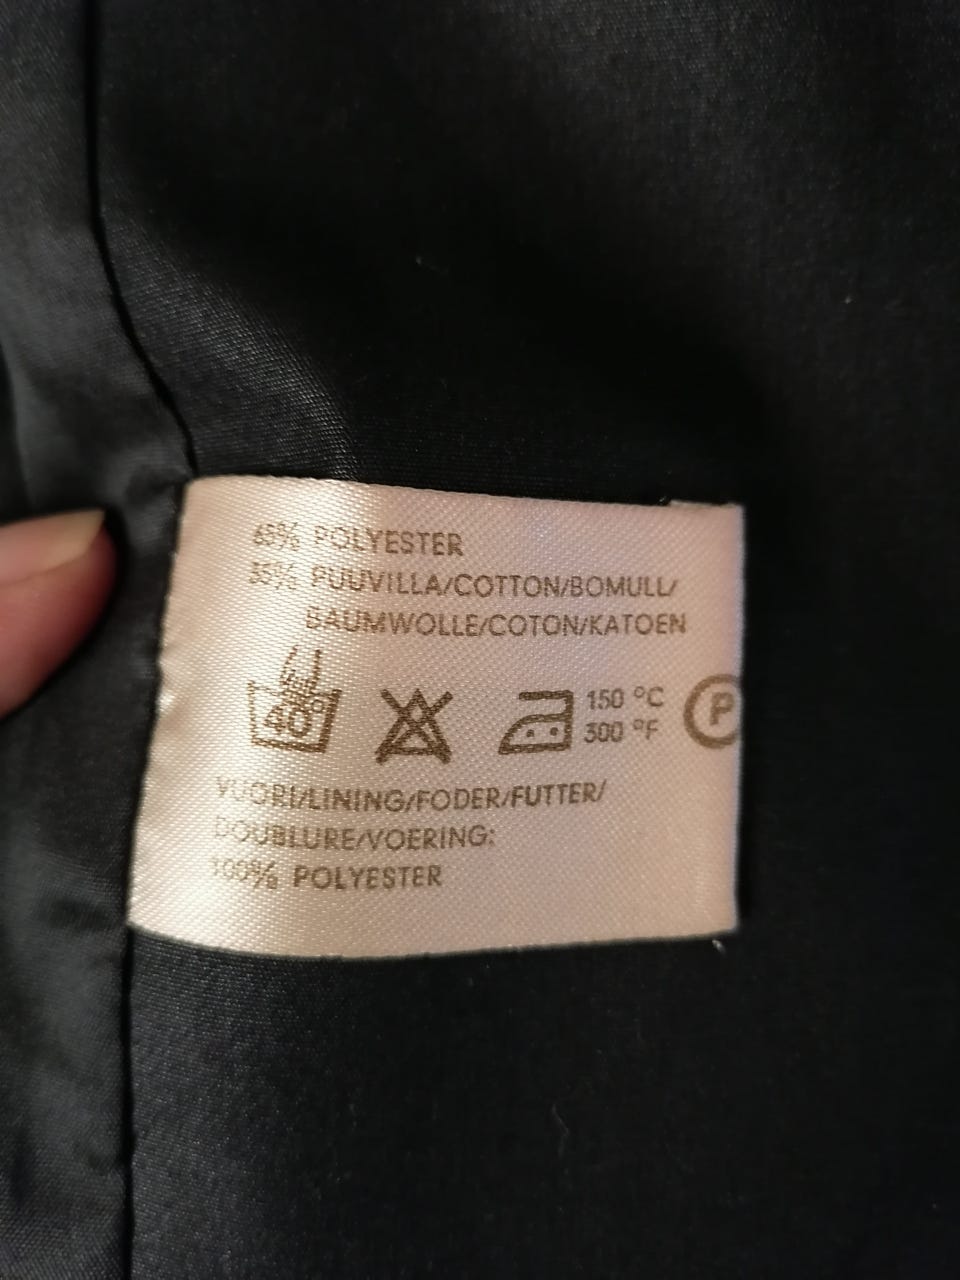 65% POLYESTER
35% PUUVILLA/COTTON/BOMULL/
BAUMWOLLE/COTON/KATOEN
40° 150 °C P
300 °F
VUORI/LINING/FODER/FUTTER/
DOUBLURE/VOERING:
100% POLYESTER